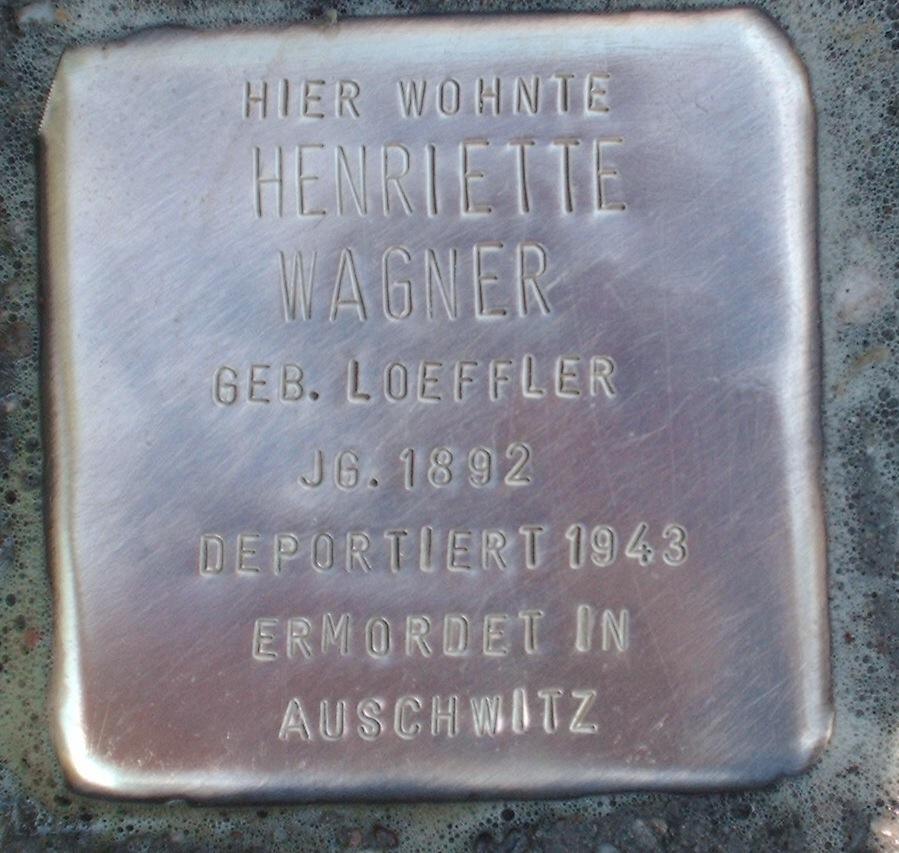 HIER WOHNTE
HENRIETTE
WAGNER
GEB. LOEFFLER
JG. 1892
DEPORTIERT 1943
ERMORDET IN
AUSCHWITZ